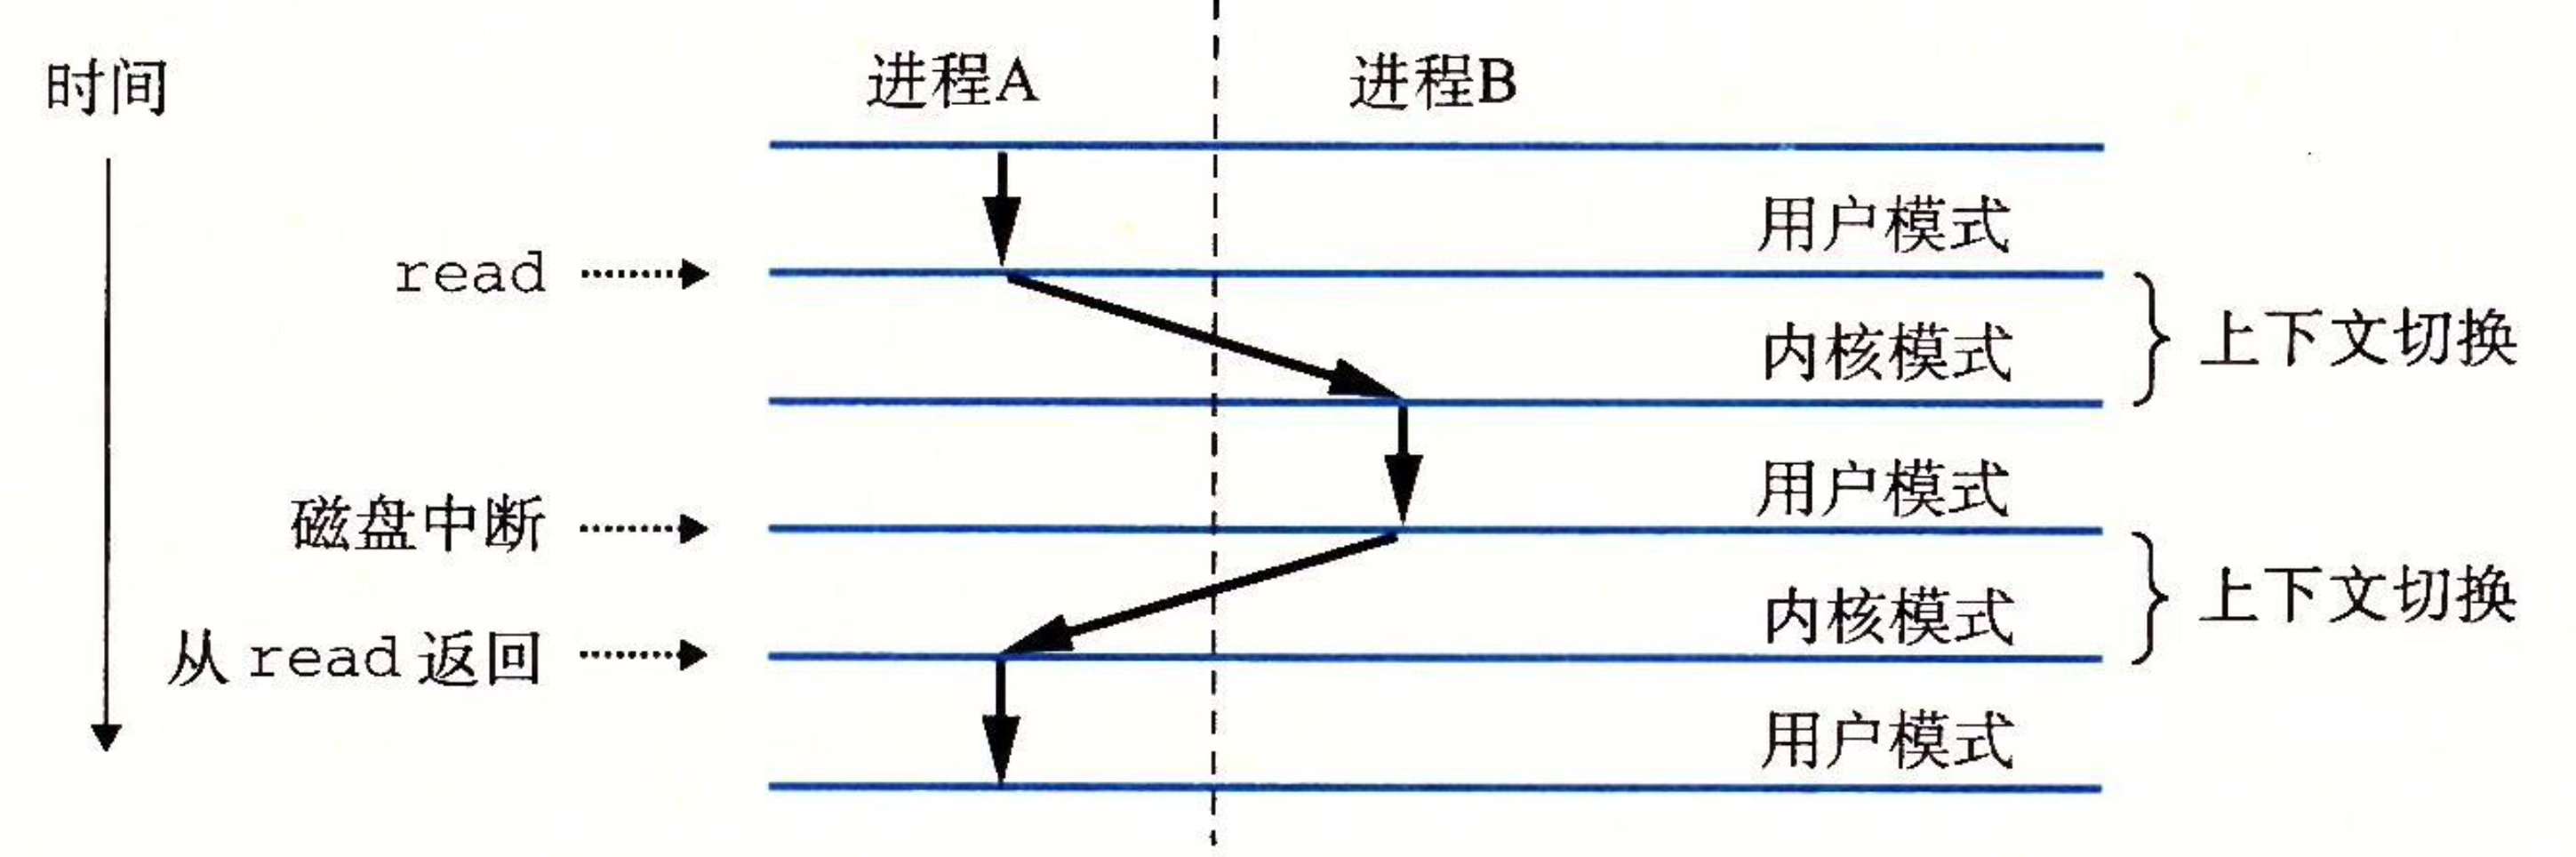 时间
进程A
进程B
用户模式
read
内核模式
上下文切换
用户模式
磁盘中断
内核模式
上下文切换
从 read 返回
用户模式